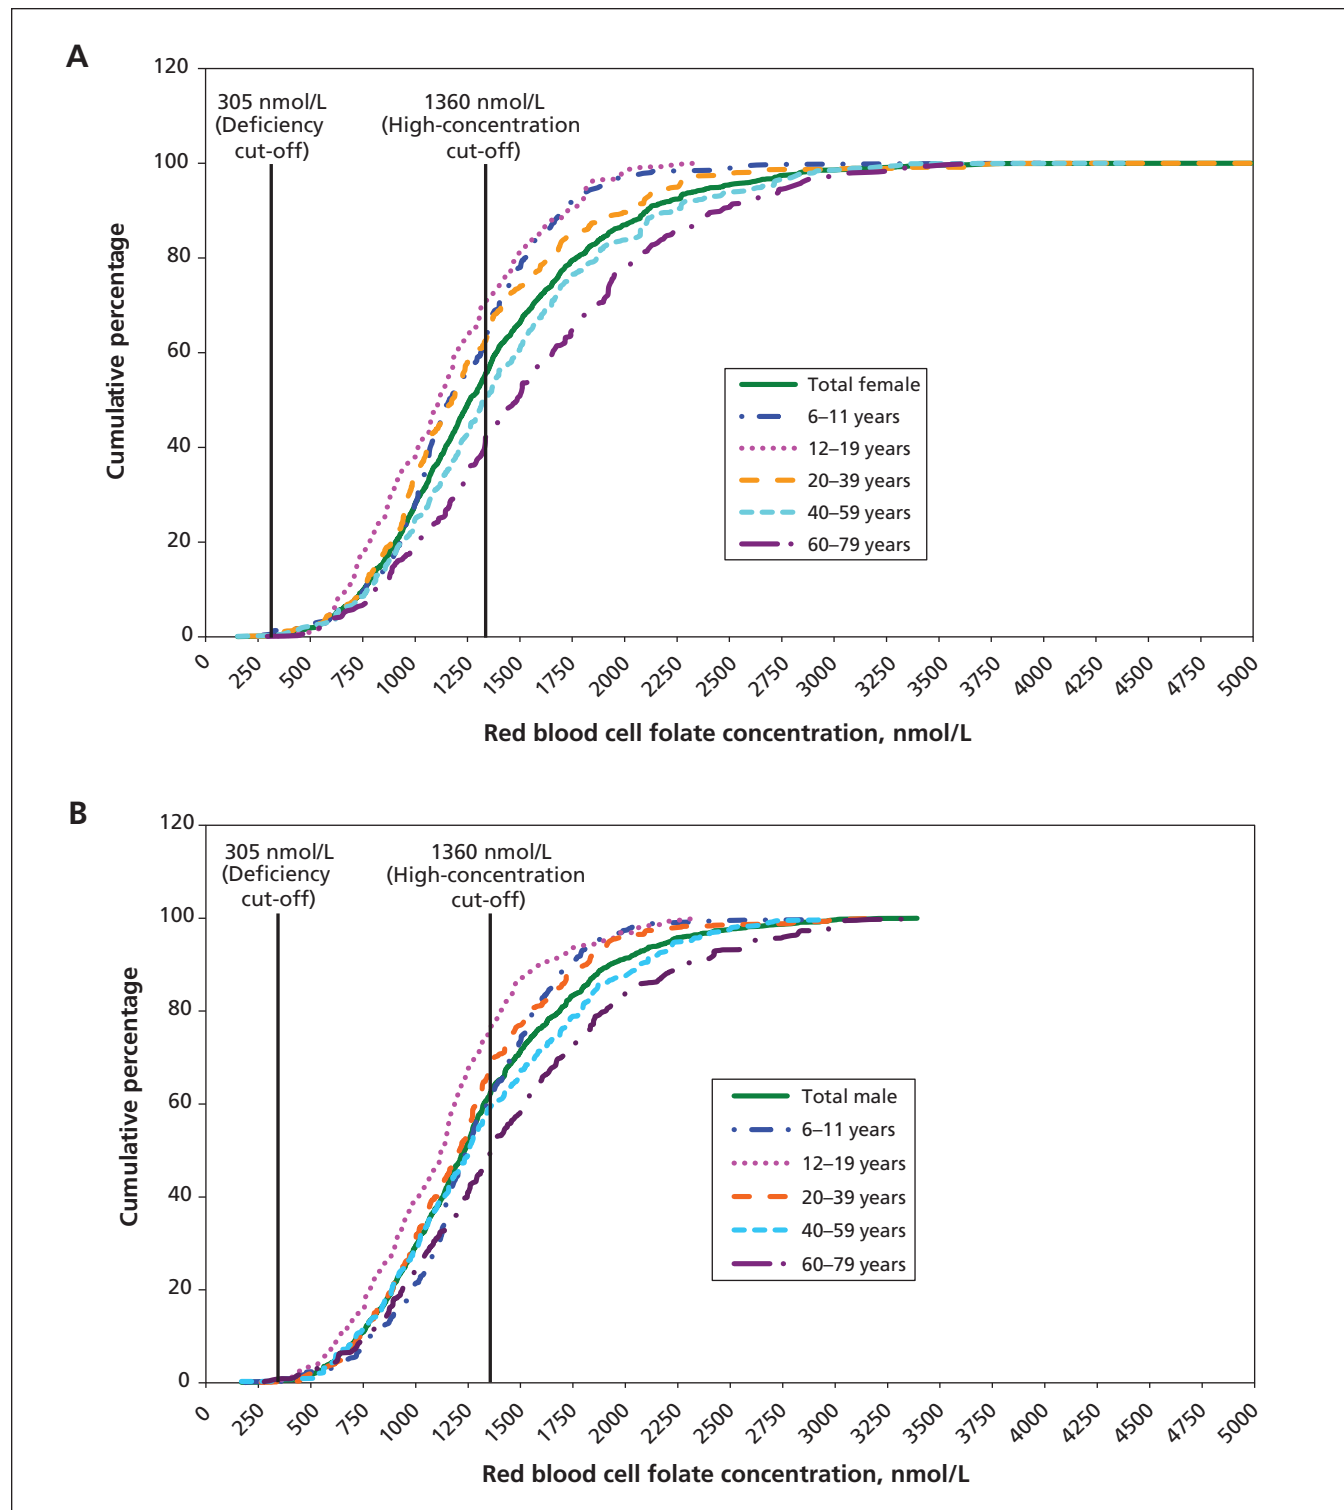 A
120
100
80
60
40
20
0
Cumulative percentage
305 nmol/L
(Deficiency
cut-off)
1360 nmol/L
(High-concentration
cut-off)
Total female
6–11 years
12–19 years
20–39 years
40–59 years
60–79 years
0 250 500 750 1000 1250 1500 1750 2000 2250 2500 2750 3000 3250 3500 3750 4000 4250 4500 4750 5000
Red blood cell folate concentration, nmol/L
B
120
100
80
60
40
20
0
Cumulative percentage
305 nmol/L
(Deficiency
cut-off)
1360 nmol/L
(High-concentration
cut-off)
Total male
6–11 years
12–19 years
20–39 years
40–59 years
60–79 years
0 250 500 750 1000 1250 1500 1750 2000 2250 2500 2750 3000 3250 3500 3750 4000 4250 4500 4750 5000
Red blood cell folate concentration, nmol/L